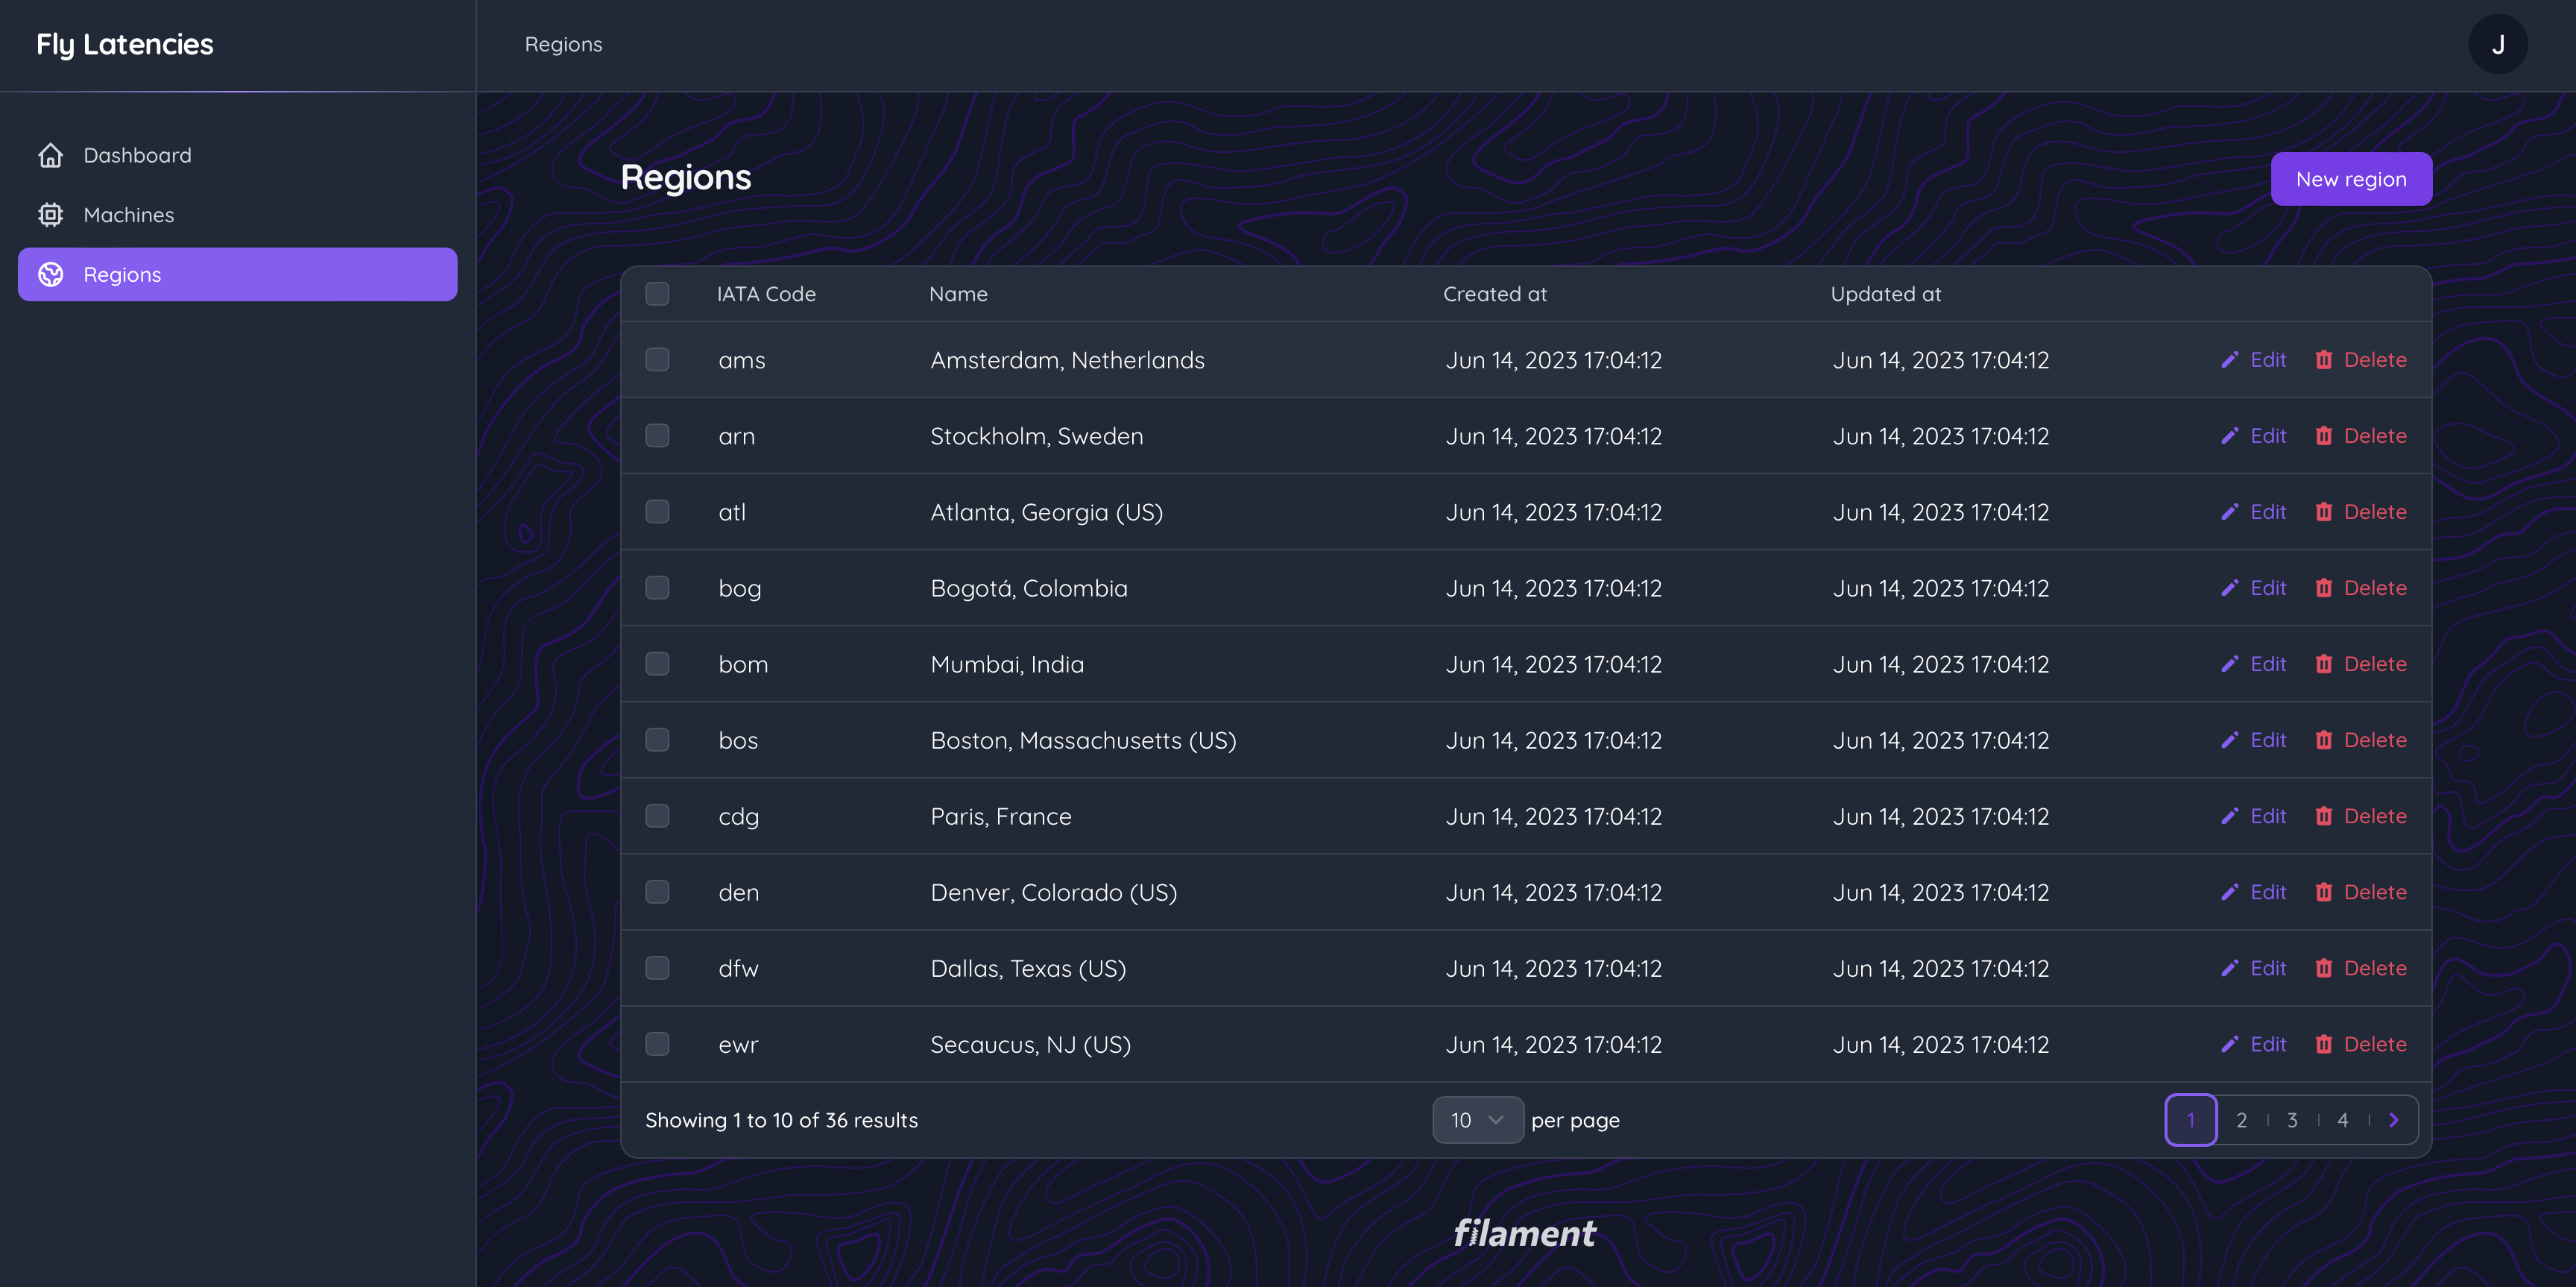 Fly Latencies
Regions
J
Dashboard
Machines
Regions
Regions
New region
IATA Code Name Created at Updated at
ams Amsterdam, Netherlands Jun 14, 2023 17:04:12 Jun 14, 2023 17:04:12 Edit Delete
arn Stockholm, Sweden Jun 14, 2023 17:04:12 Jun 14, 2023 17:04:12 Edit Delete
atl Atlanta, Georgia (US) Jun 14, 2023 17:04:12 Jun 14, 2023 17:04:12 Edit Delete
bog Bogotá, Colombia Jun 14, 2023 17:04:12 Jun 14, 2023 17:04:12 Edit Delete
bom Mumbai, India Jun 14, 2023 17:04:12 Jun 14, 2023 17:04:12 Edit Delete
bos Boston, Massachusetts (US) Jun 14, 2023 17:04:12 Jun 14, 2023 17:04:12 Edit Delete
cdg Paris, France Jun 14, 2023 17:04:12 Jun 14, 2023 17:04:12 Edit Delete
den Denver, Colorado (US) Jun 14, 2023 17:04:12 Jun 14, 2023 17:04:12 Edit Delete
dfw Dallas, Texas (US) Jun 14, 2023 17:04:12 Jun 14, 2023 17:04:12 Edit Delete
ewr Secaucus, NJ (US) Jun 14, 2023 17:04:12 Jun 14, 2023 17:04:12 Edit Delete
Showing 1 to 10 of 36 results 10 per page 1 2 3 4
filament